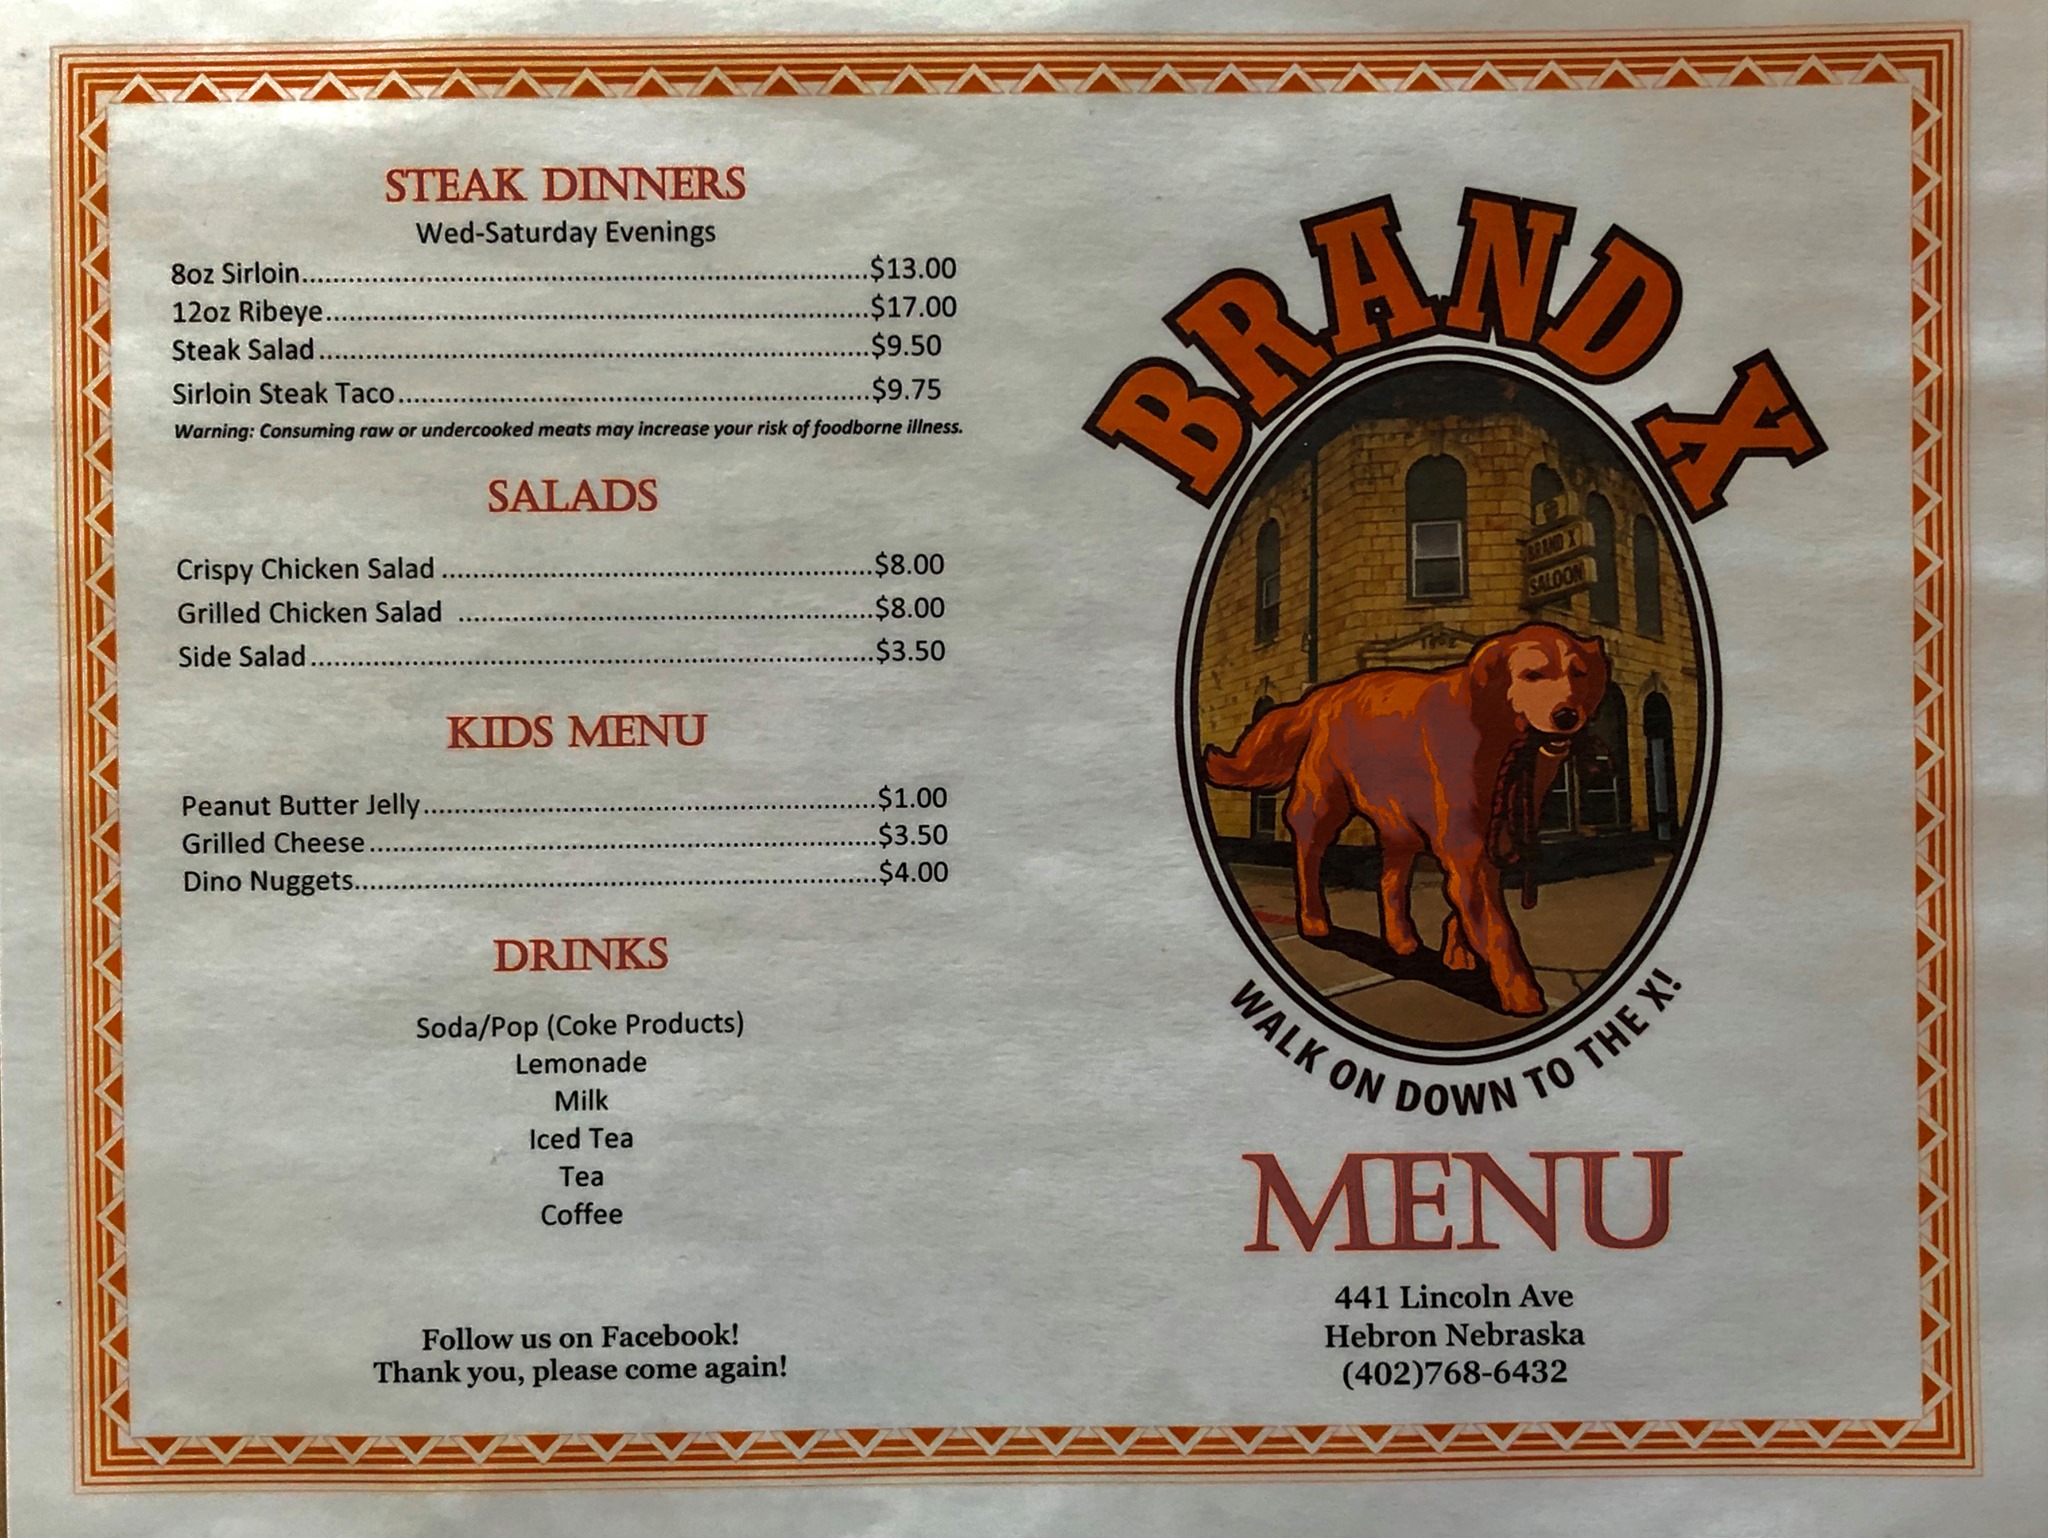 STEAK DINNERS
Wed-Saturday Evenings
8oz Sirloin..........$13.00
12oz Ribeye..........$17.00
Steak Salad..........$9.50
Sirloin Steak Taco..........$9.75
Warning: Consuming raw or undercooked meats may increase your risk of foodborne illness.
SALADS
Crispy Chicken Salad..........$8.00
Grilled Chicken Salad ..........$8.00
Side Salad..........$3.50
KIDS MENU
Peanut Butter Jelly..........$1.00
Grilled Cheese..........$3.50
Dino Nuggets..........$4.00
DRINKS
Soda/Pop (Coke Products)
Lemonade
Milk
Iced Tea
Tea
Coffee
Follow us on Facebook!
Thank you, please come again!
BRAND X
BRAND X
SALOON
WALK ON DOWN TO THE X!
MENU
441 Lincoln Ave
Hebron Nebraska
(402)768-6432